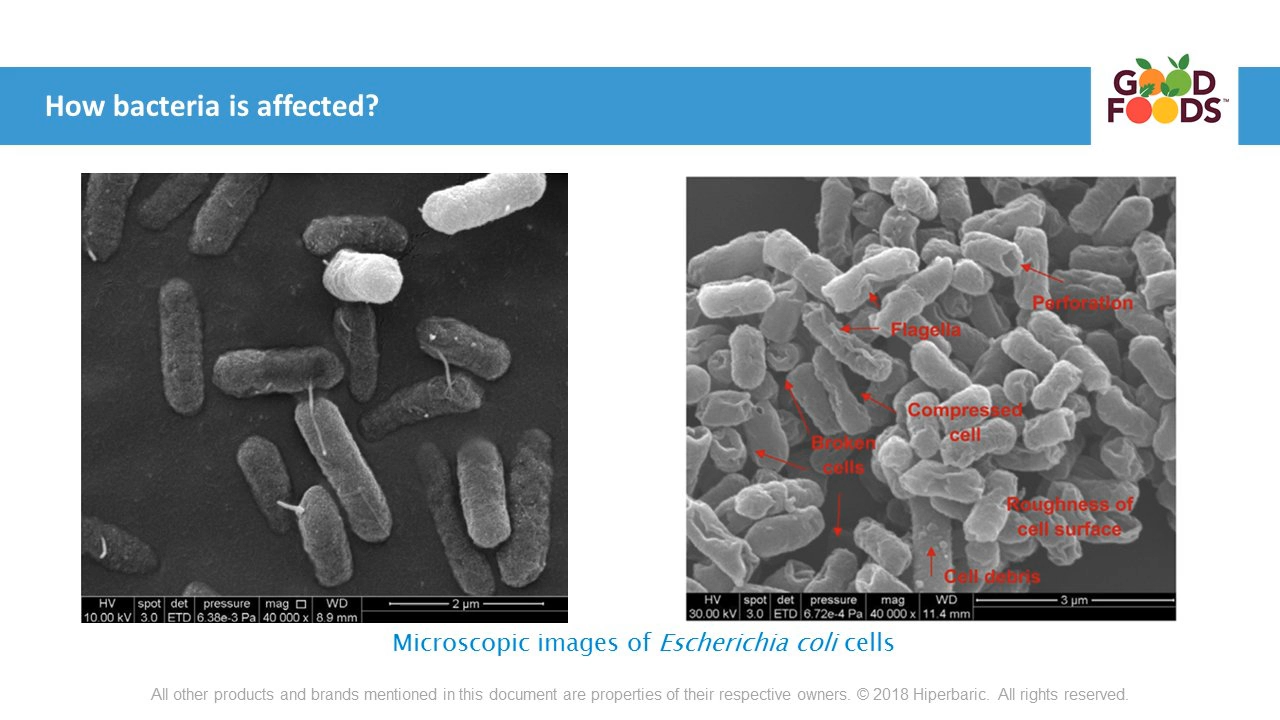 How bacteria is affected?
GOOD
FOODS™
HV spot det pressure mag □ WD
10.00 kV 3.0 ETD 6.38e-3 Pa 40 000 x 8.9 mm
2 µm
Perforation
Flagella
Compressed
cell
Broken
cells
Roughness of
cell surface
Cell debris
HV spot det pressure mag WD
30.00 kV 3.0 ETD 6.72e-4 Pa 40 000 x 11.4 mm
3 µm
Microscopic images of Escherichia coli cells
All other products and brands mentioned in this document are properties of their respective owners. © 2018 Hiperbaric. All rights reserved.